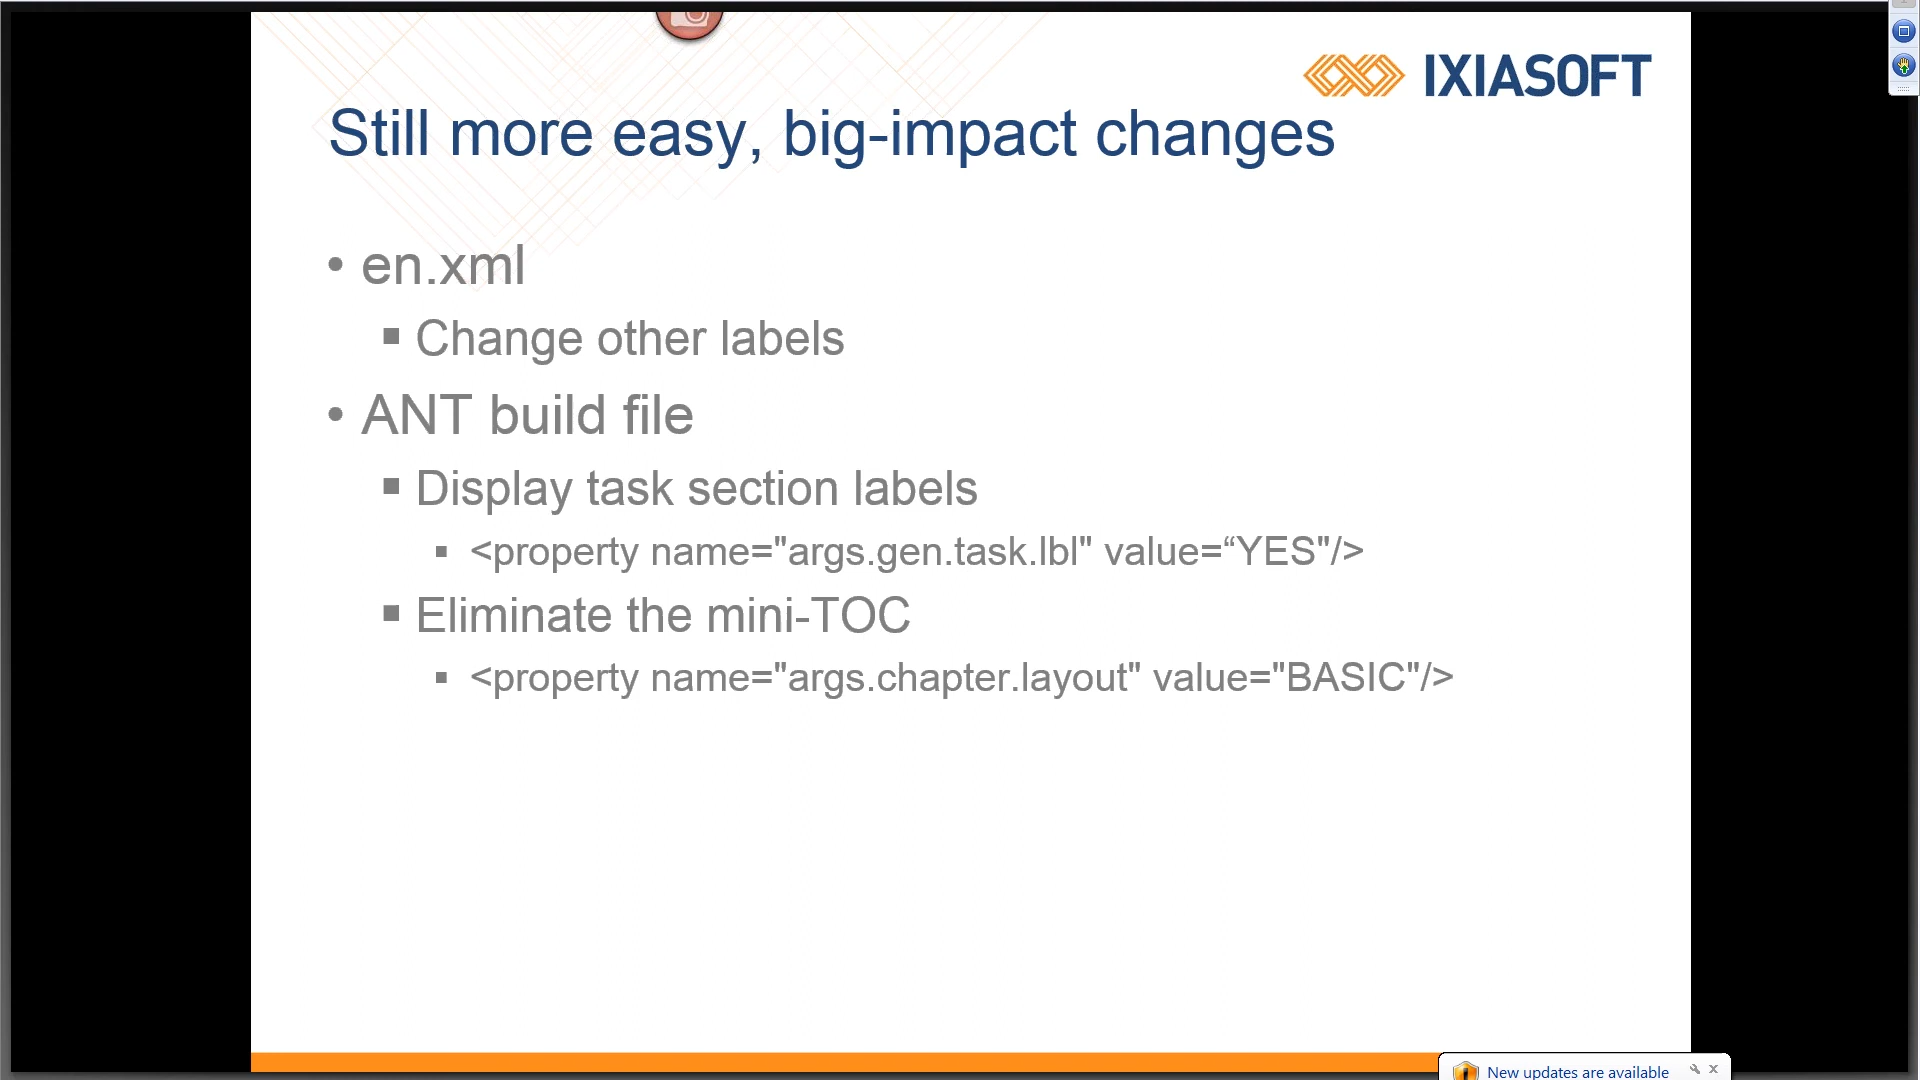 IXIASOFT
Still more easy, big-impact changes
• en.xml
▪ Change other labels
• ANT build file
▪ Display task section labels
▪ <property name="args.gen.task.lbl" value=“YES"/>
▪ Eliminate the mini-TOC
▪ <property name="args.chapter.layout" value="BASIC"/>
New updates are available